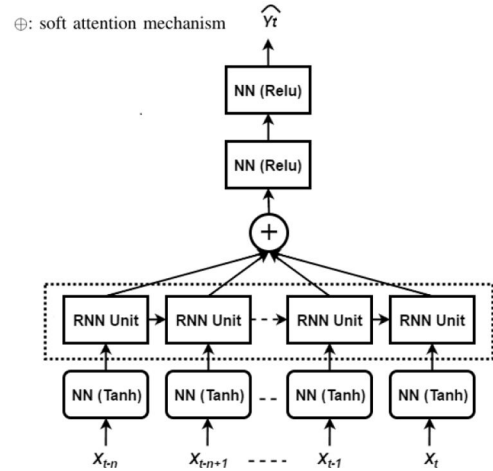 ⊕: soft attention mechanism
Ŷt
NN (Relu)
NN (Relu)
+
RNN Unit RNN Unit RNN Unit RNN Unit
NN (Tanh) NN (Tanh) NN (Tanh) NN (Tanh)
Xt-n Xt-n+1 Xt-1 Xt